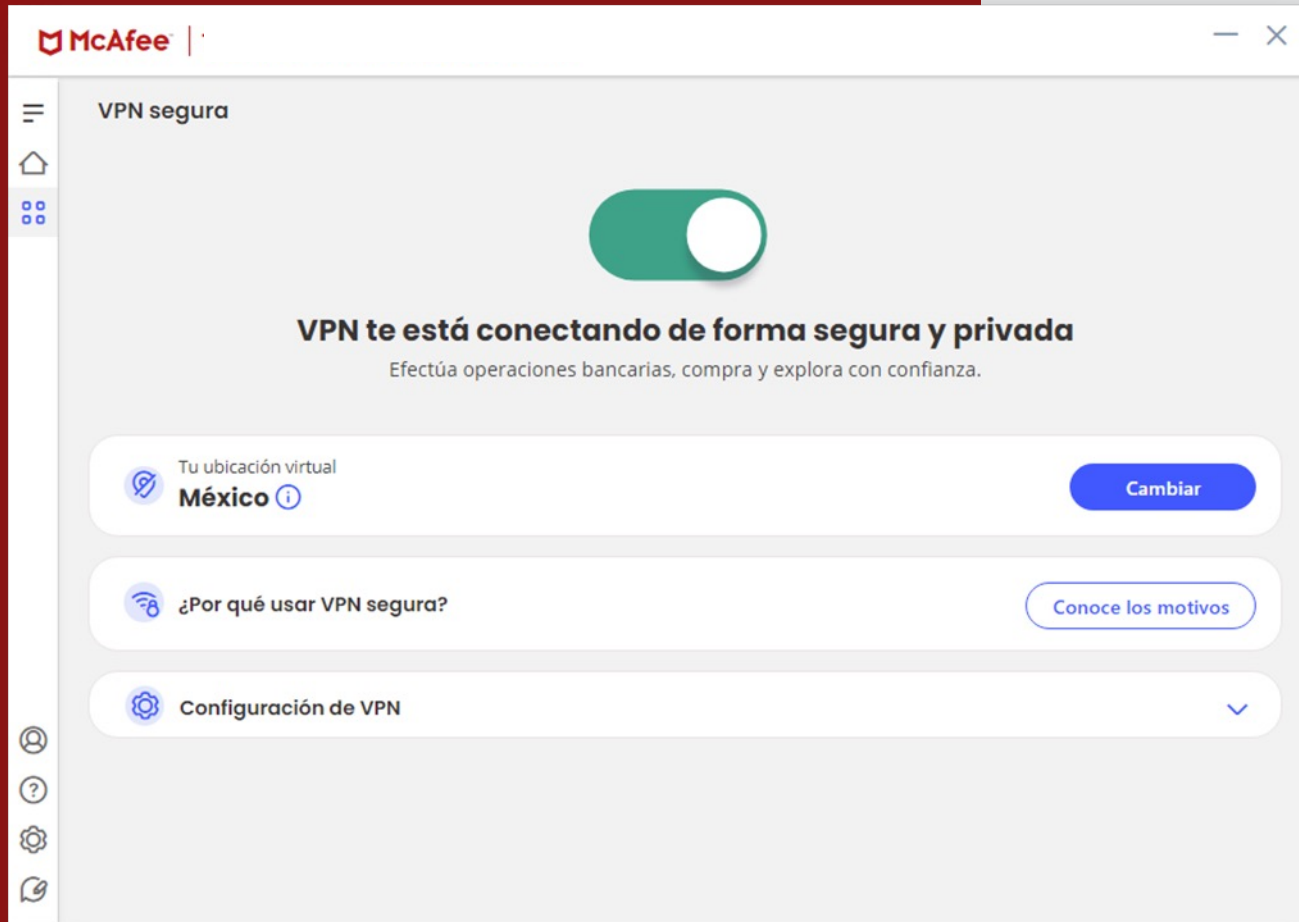 McAfee
VPN segura
VPN te está conectando de forma segura y privada
Efectúa operaciones bancarias, compra y explora con confianza.
Tu ubicación virtual
México
Cambiar
¿Por qué usar VPN segura?
Conoce los motivos
Configuración de VPN